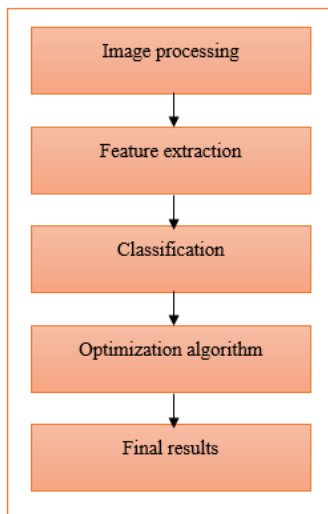 Image processing
Feature extraction
Classification
Optimization algorithm
Final results